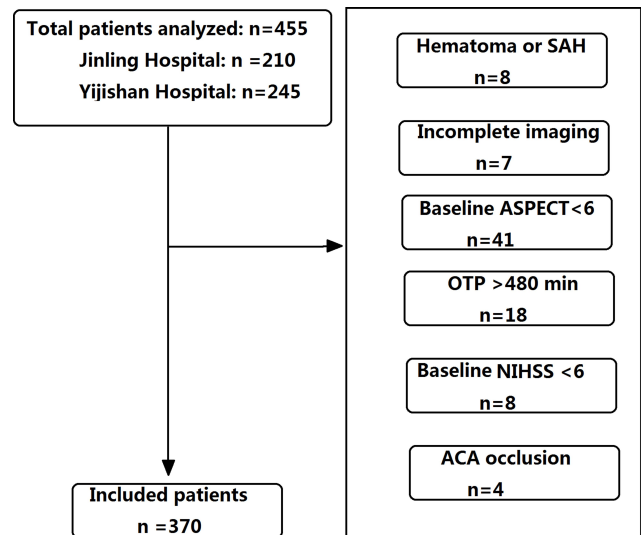 Total patients analyzed: n=455
Jinling Hospital: n =210
Yijishan Hospital: n=245
Hematoma or SAH
n=8
Incomplete imaging
n=7
Baseline ASPECT<6
n=41
OTP >480 min
n=18
Baseline NIHSS <6
n=8
ACA occlusion
n=4
Included patients
n =370